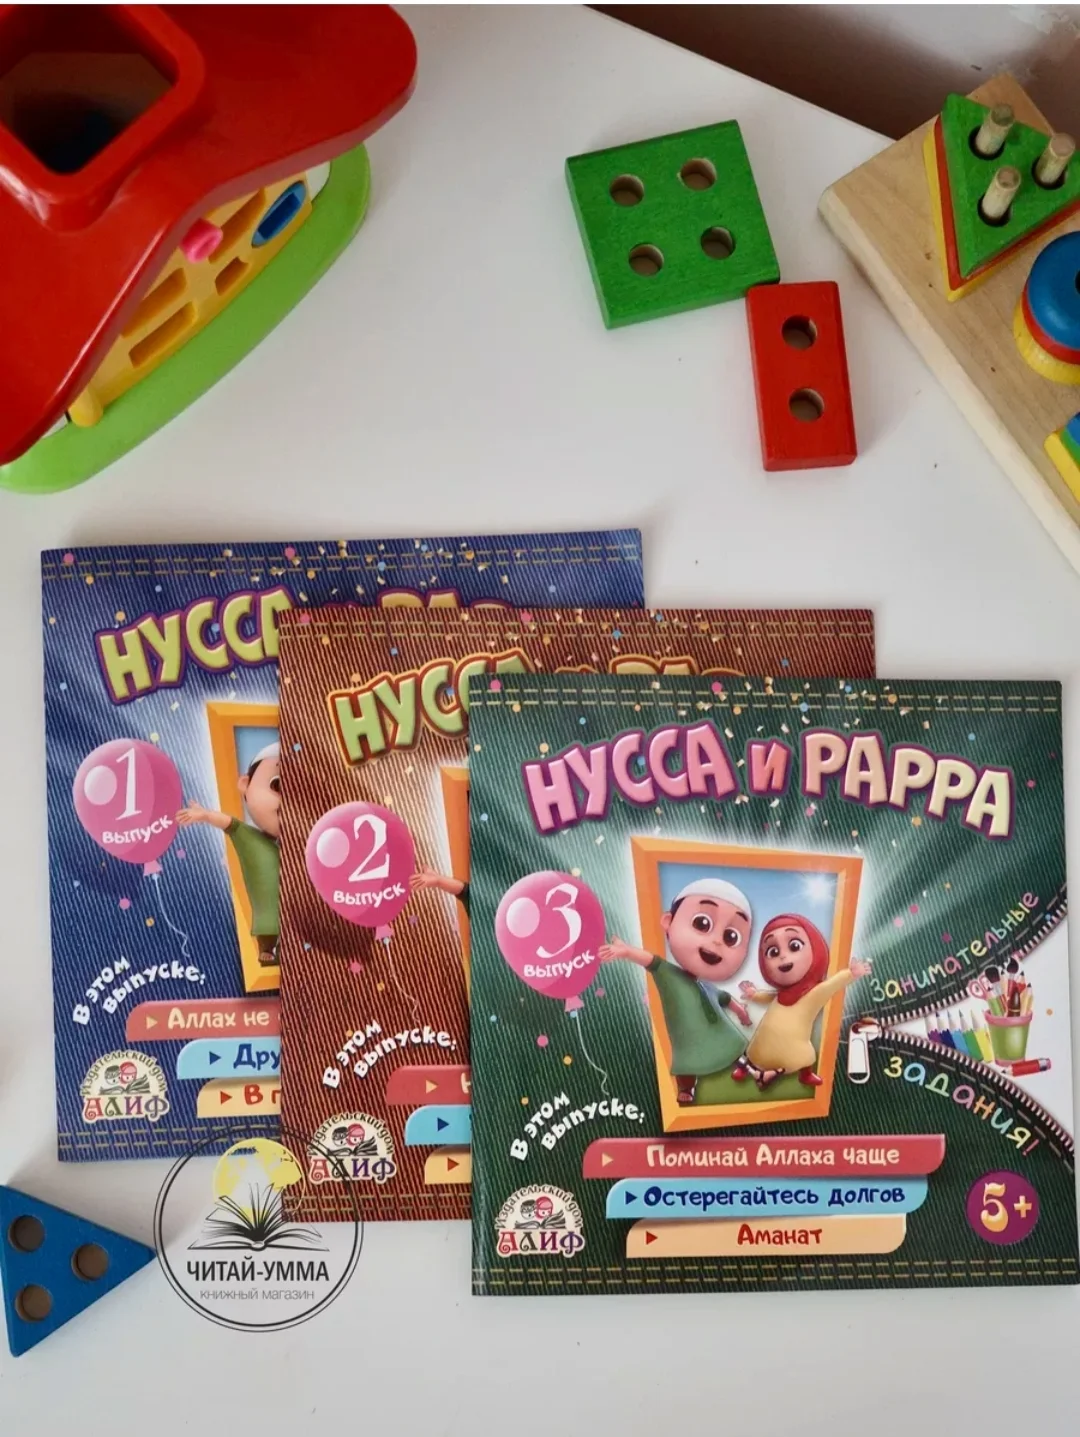 НУССА
1
ВЫПУСК
В ЭТОМ
ВЫПУСКЕ:
Аллах не
В
Издательский дом
АЛИФ
2
ВЫПУСК
В ЭТОМ
ВЫПУСКЕ:
Издательский дом
АЛИФ
НУССА и РАРРА
3
ВЫПУСК
Занимательные
задания!
В ЭТОМ
ВЫПУСКЕ:
Поминай Аллаха чаще
Остерегайтесь долгов
Аманат
5+
Издательский дом
АЛИФ
ЧИТАЙ-УММА
КНИЖНЫЙ МАГАЗИН